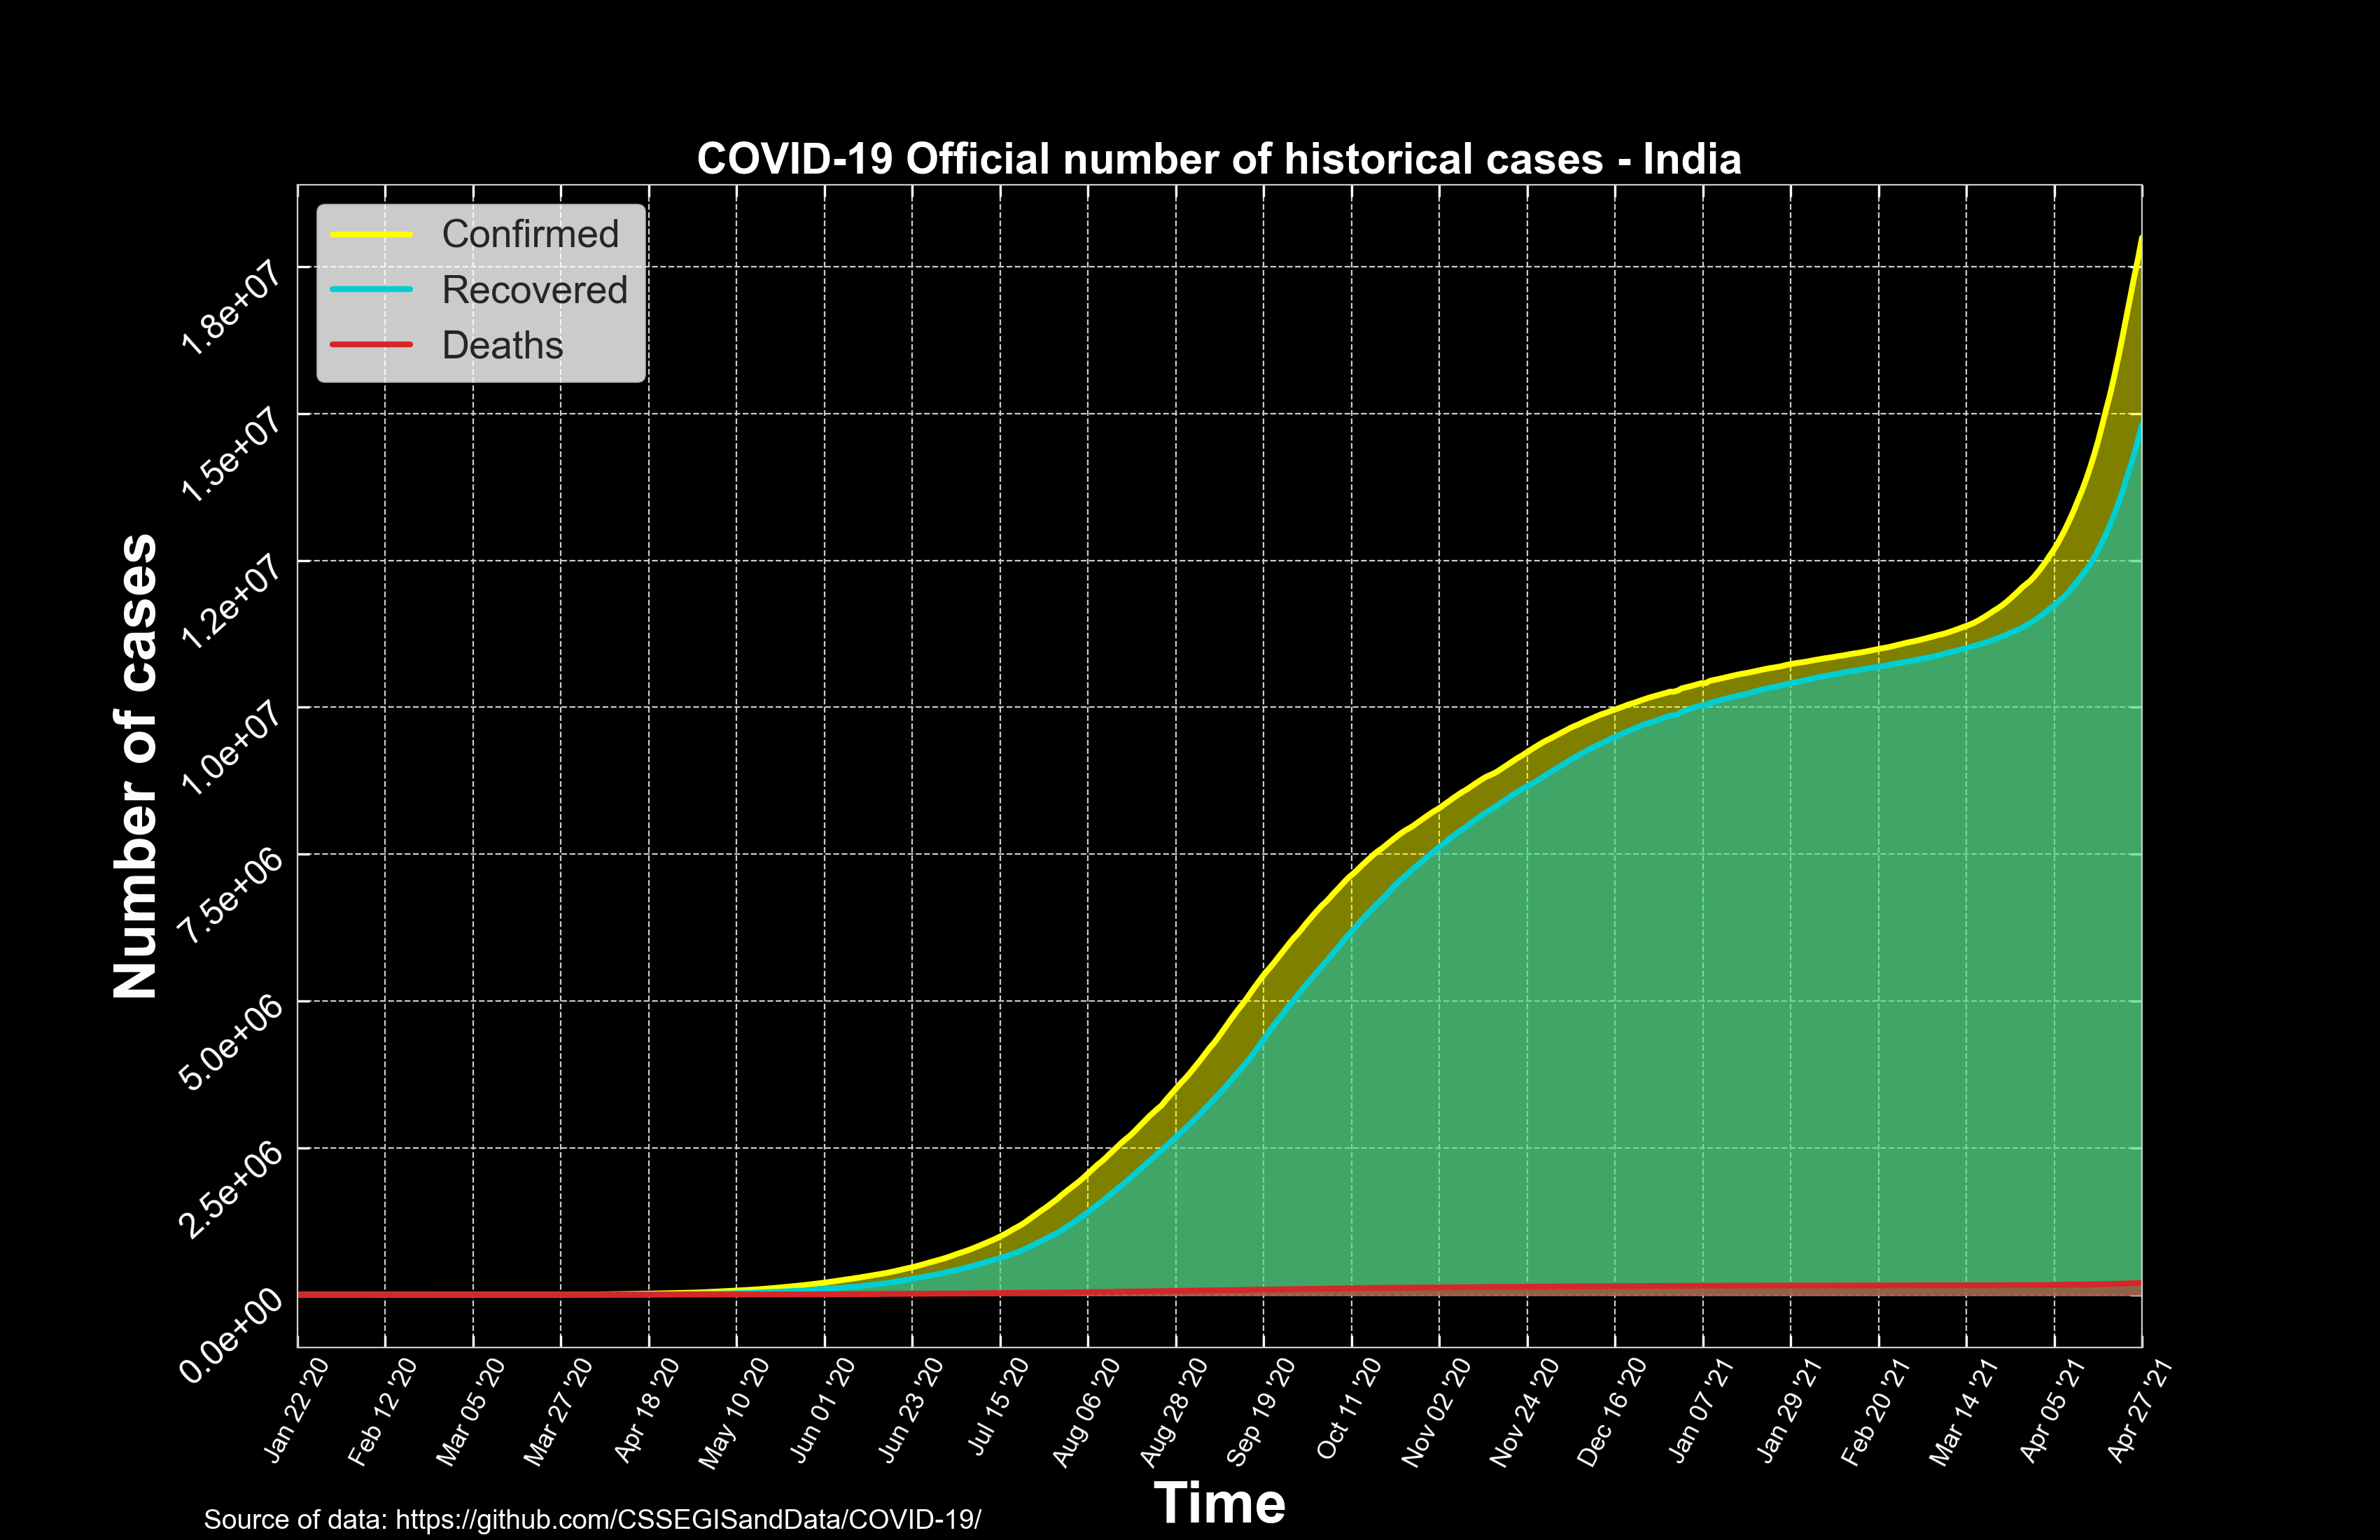 COVID-19 Official number of historical cases - India
Confirmed
Recovered
Deaths
Number of cases
1.8e+07
1.5e+07
1.2e+07
1.0e+07
7.5e+06
5.0e+06
2.5e+06
0.0e+00
Jan 22 '20
Feb 12 '20
Mar 05 '20
Mar 27 '20
Apr 18 '20
May 10 '20
Jun 01 '20
Jun 23 '20
Jul 15 '20
Aug 06 '20
Aug 28 '20
Sep 19 '20
Oct 11 '20
Nov 02 '20
Nov 24 '20
Dec 16 '20
Jan 07 '21
Jan 29 '21
Feb 20 '21
Mar 14 '21
Apr 05 '21
Apr 27 '21
Time
Source of data: https://github.com/CSSEGISandData/COVID-19/